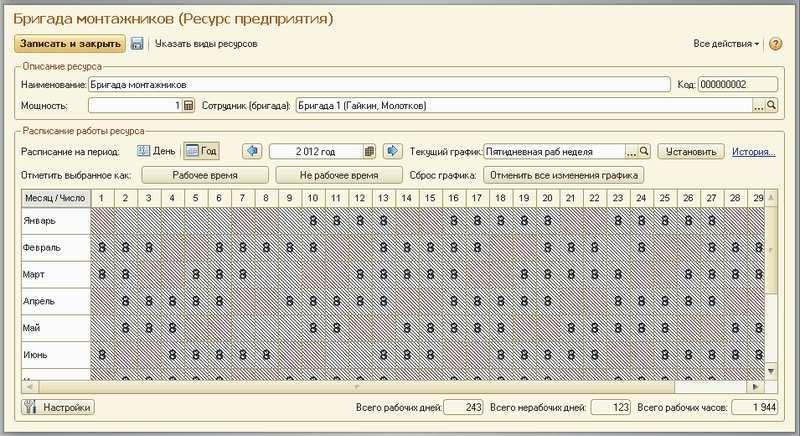 Бригада монтажников (Ресурс предприятия)
Записать и закрыть Указать виды ресурсов Все действия
Описание ресурса
Наименование: Бригада монтажников Код: 000000002
Мощность: 1 Сотрудник (бригада): Бригада 1 (Гайкин, Молотков) ...
Расписание работы ресурса
Расписание на период: День Год 2 012 год Текущий график: Пятидневная раб неделя ... Установить История...
Отметить выбранное как: Рабочее время Не рабочее время Сброс графика: Отменить все изменения графика
Месяц / Число 1 2 3 4 5 6 7 8 9 10 11 12 13 14 15 16 17 18 19 20 21 22 23 24 25 26 27 28 29
Январь 8 8 8 8 8 8 8 8 8 8 8 8 8 8
Февраль 8 8 8 8 8 8 8 8 8 8 8 8 8 8 8 8 8 8 8 8
Март 8 8 8 8 8 8 8 8 8 8 8 8 8 8 8 8 8 8 8
Апрель 8 8 8 8 8 8 8 8 8 8 8 8 8 8 8 8 8 8 8 8
Май 8 8 8 8 8 8 8 8 8 8 8 8 8 8 8 8 8
Июнь 8 8 8 8 8 8 8 8 8 8 8 8 8 8 8 8 8 8 8
Настройки Всего рабочих дней: 243 Всего нерабочих дней: 123 Всего рабочих часов: 1 944